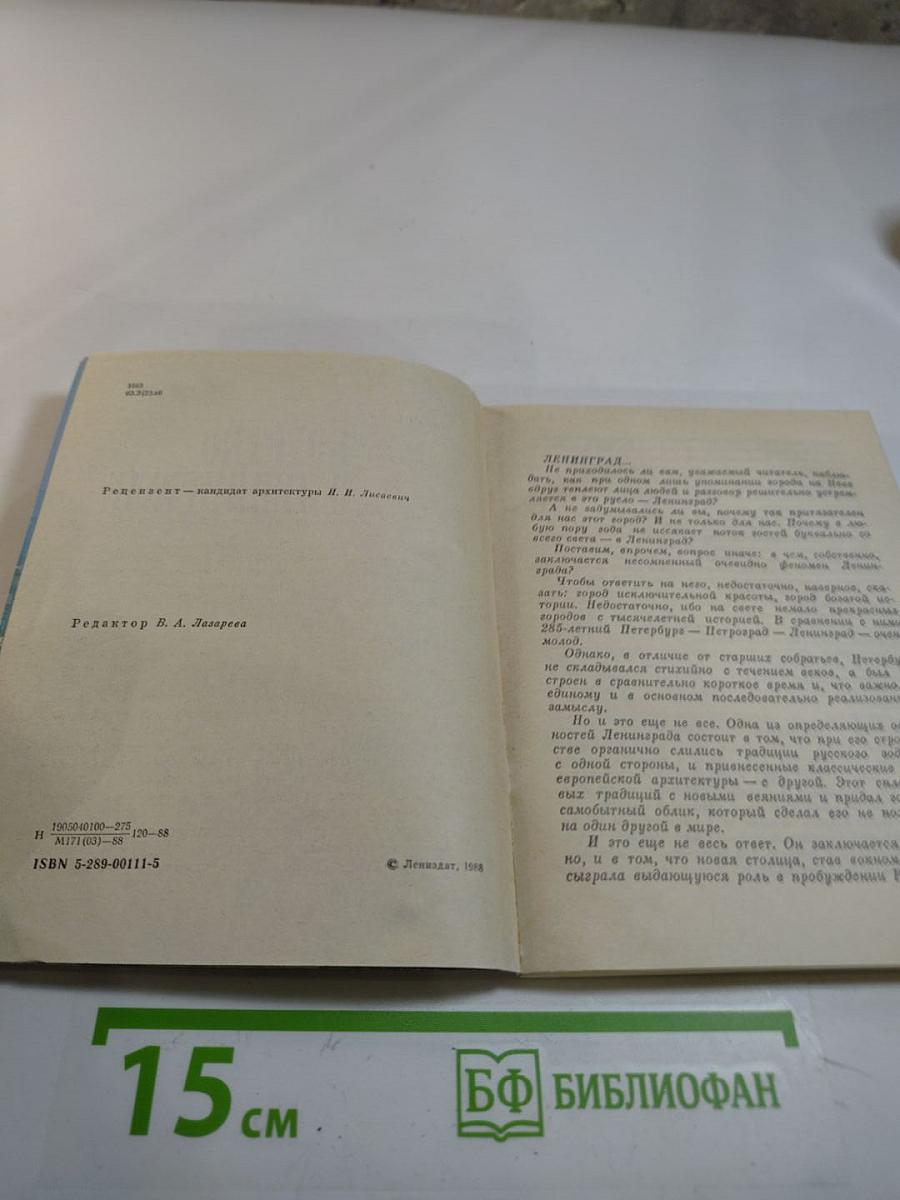 Рецензент — кандидат архитектуры И. И. Лисаевич
Редактор В. А. Лазарева
Н 1905040100—275 / М171(03)—88 120—88
ISBN 5-289-00111-5
© Лениздат, 1988
ЛЕНИНГРАД...
Не приходилось ли вам, уважаемый читатель, наблю-
дать, как при одном лишь упоминании города на Неве
вдруг теплеют лица людей и разговор решительно устрем-
ляется в это русло — Ленинград?
А не задумывались ли вы, почему так притягателен
для нас этот город? И не только для нас. Почему в лю-
бую пору года не иссякает поток гостей буквально со
всего света — в Ленинград?
Поставим, впрочем, вопрос иначе: в чем, собственно,
заключается несомненный очевидно феномен Ленин-
града?
Чтобы ответить на него, недостаточно, наверное, ска-
зать: город исключительной красоты, город богатой ис-
тории. Недостаточно, ибо на свете немало прекрасных
городов с тысячелетней историей. В сравнении с ними
285-летний Петербург — Петроград — Ленинград — очен
молод.
Однако, в отличие от старших собратьев, Петербу
не складывался стихийно с течением веков, а был
строен в сравнительно короткое время и, что важно,
единому и в основном последовательно реализован
замыслу.
Но и это еще не все. Одна из определяющих о
ностей Ленинграда состоит в том, что при его стро
стве органично слились традиции русского зод
с одной стороны, и привнесенные классические
европейской архитектуры — с другой. Этот спла
вых традиций с новыми веяниями и придал го
самобытный облик, который сделал его не по
на один другой в мире.
И это еще не весь ответ. Он заключается,
но, и в том, что новая столица, став окном
сыграла выдающуюся роль в пробуждении Р
15 см
БФ БИБЛИОФАН